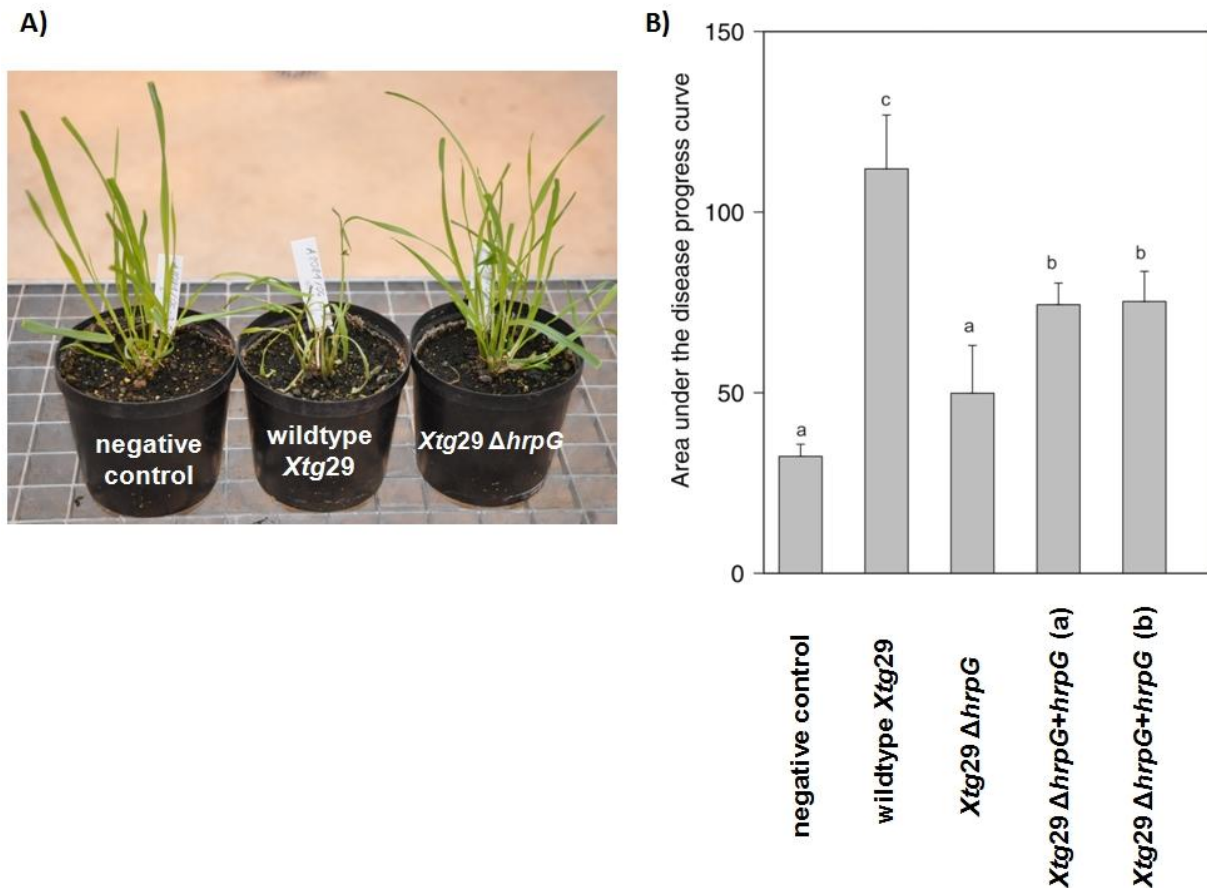 A)
negative
control
wildtype
Xtg29
Xtg29 ΔhrpG
B)
Area under the disease progress curve
150
100
50
0
a
c
a
b
b
negative control
wildtype Xtg29
Xtg29 ΔhrpG
Xtg29 ΔhrpG+hrpG (a)
Xtg29 ΔhrpG+hrpG (b)